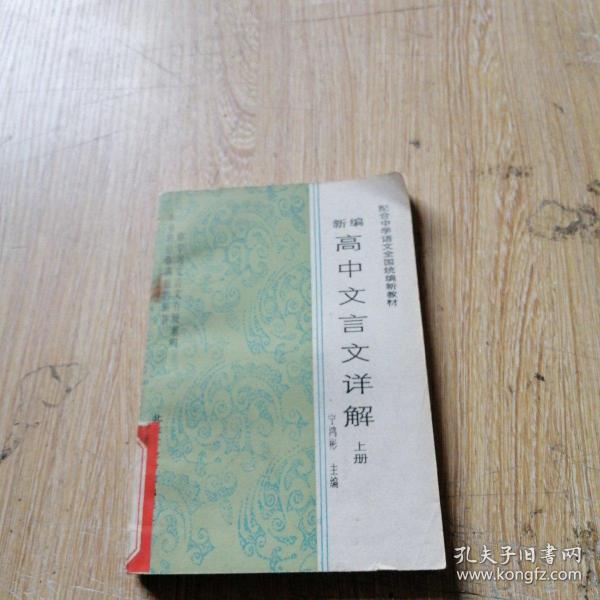 配合中学语文全国统编新教材
新编
高中文言文详解
上册
宁鸿彬 主编
北
孔夫子旧书网
www.kongfz.com